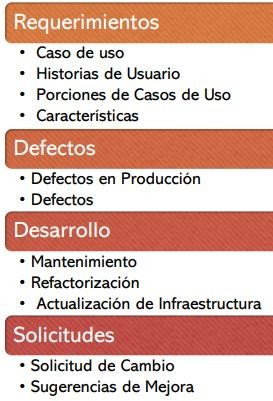 Requerimientos
• Caso de uso
• Historias de Usuario
• Porciones de Casos de Uso
• Características
Defectos
• Defectos en Producción
• Defectos
Desarrollo
• Mantenimiento
• Refactorización
• Actualización de Infraestructura
Solicitudes
• Solicitud de Cambio
• Sugerencias de Mejora